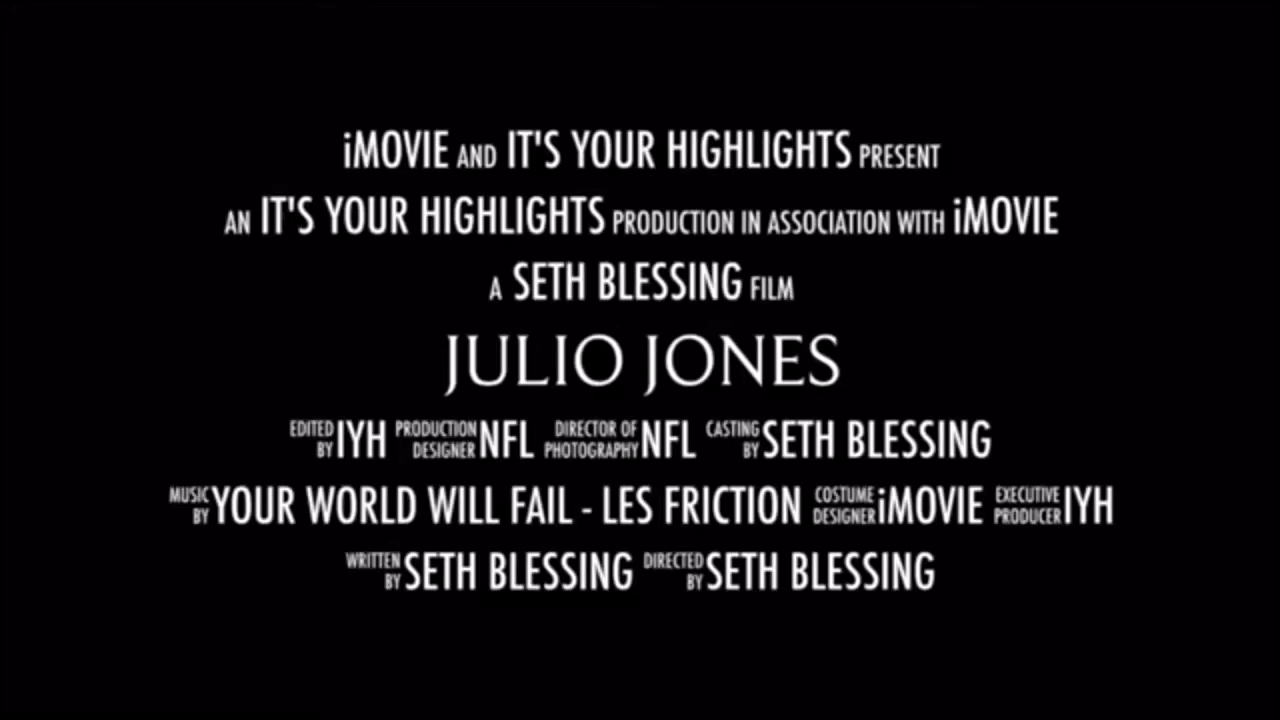 iMOVIE AND IT'S YOUR HIGHLIGHTS PRESENT
AN IT'S YOUR HIGHLIGHTS PRODUCTION IN ASSOCIATION WITH iMOVIE
A SETH BLESSING FILM
JULIO JONES
EDITED BY IYH PRODUCTION DESIGNER NFL DIRECTOR OF PHOTOGRAPHY NFL CASTING BY SETH BLESSING
MUSIC BY YOUR WORLD WILL FAIL - LES FRICTION COSTUME DESIGNER iMOVIE EXECUTIVE PRODUCER IYH
WRITTEN BY SETH BLESSING DIRECTED BY SETH BLESSING